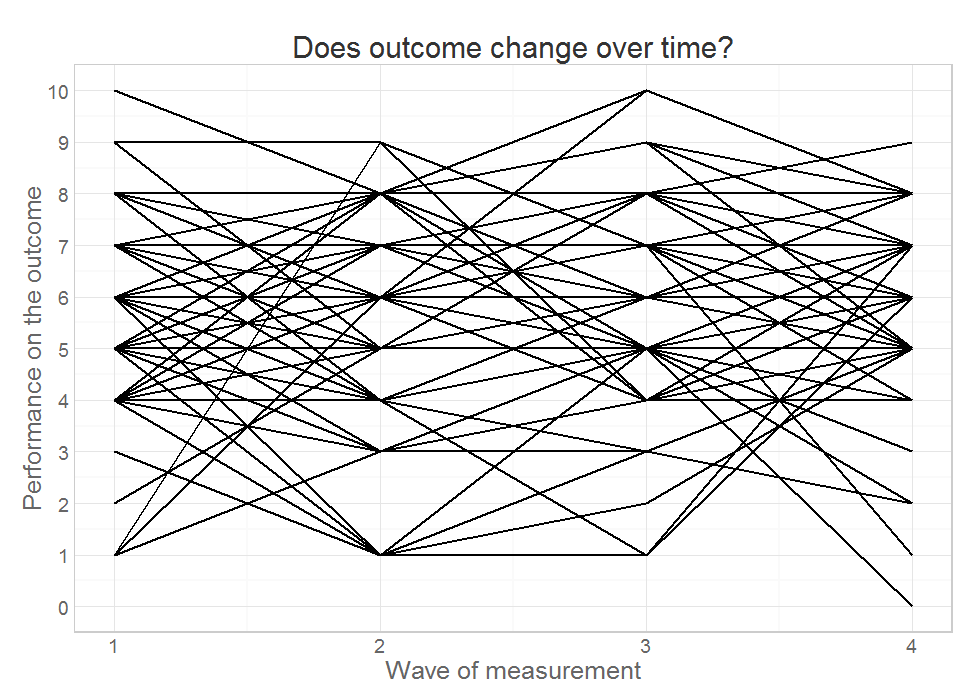 Does outcome change over time?
Performance on the outcome
10
9
8
7
6
5
4
3
2
1
0
1 2 3 4
Wave of measurement